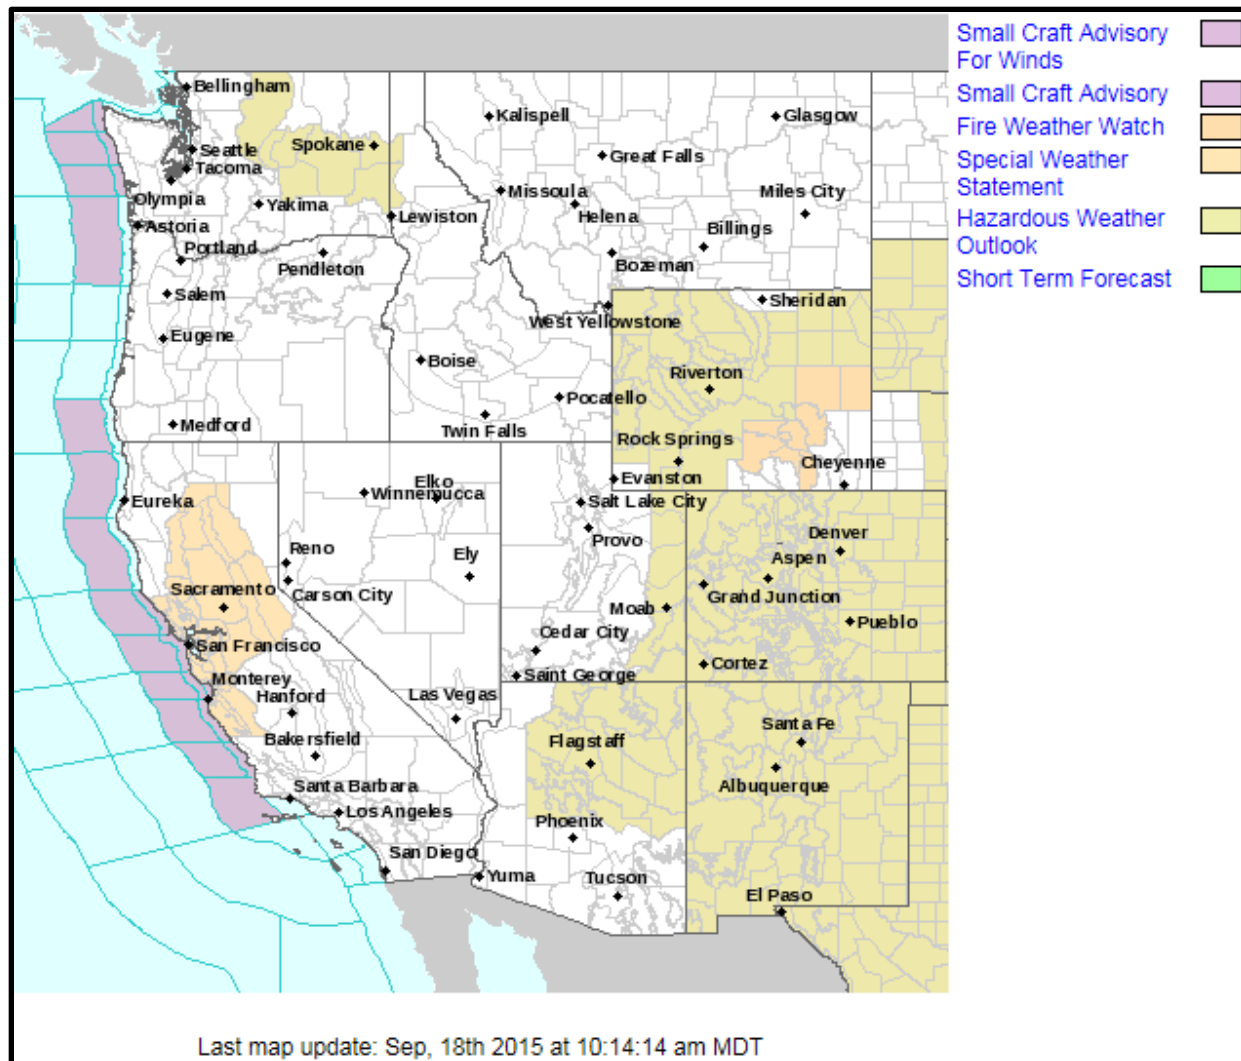 Small Craft Advisory
For Winds
Small Craft Advisory
Fire Weather Watch
Special Weather
Statement
Hazardous Weather
Outlook
Short Term Forecast
Bellingham
Kalispell
Glasgow
Seattle
Spokane
Great Falls
Tacoma
Missoula
Miles City
Olympia
Yakima
Lewiston
Helena
Astoria
Billings
Portland
Pendleton
Bozeman
Salem
Sheridan
West Yellowstone
Eugene
Boise
Riverton
Pocatello
Medford
Twin Falls
Rock Springs
Cheyenne
Elko
Evanston
Winnemucca
Eureka
Salt Lake City
Denver
Provo
Reno
Ely
Aspen
Sacramento
Carson City
Grand Junction
Moab
Pueblo
Cedar City
San Francisco
Cortez
Saint George
Monterey
Hanford
Las Vegas
Santa Fe
Bakersfield
Flagstaff
Albuquerque
Santa Barbara
Los Angeles
Phoenix
San Diego
Yuma
Tucson
El Paso
Last map update: Sep, 18th 2015 at 10:14:14 am MDT